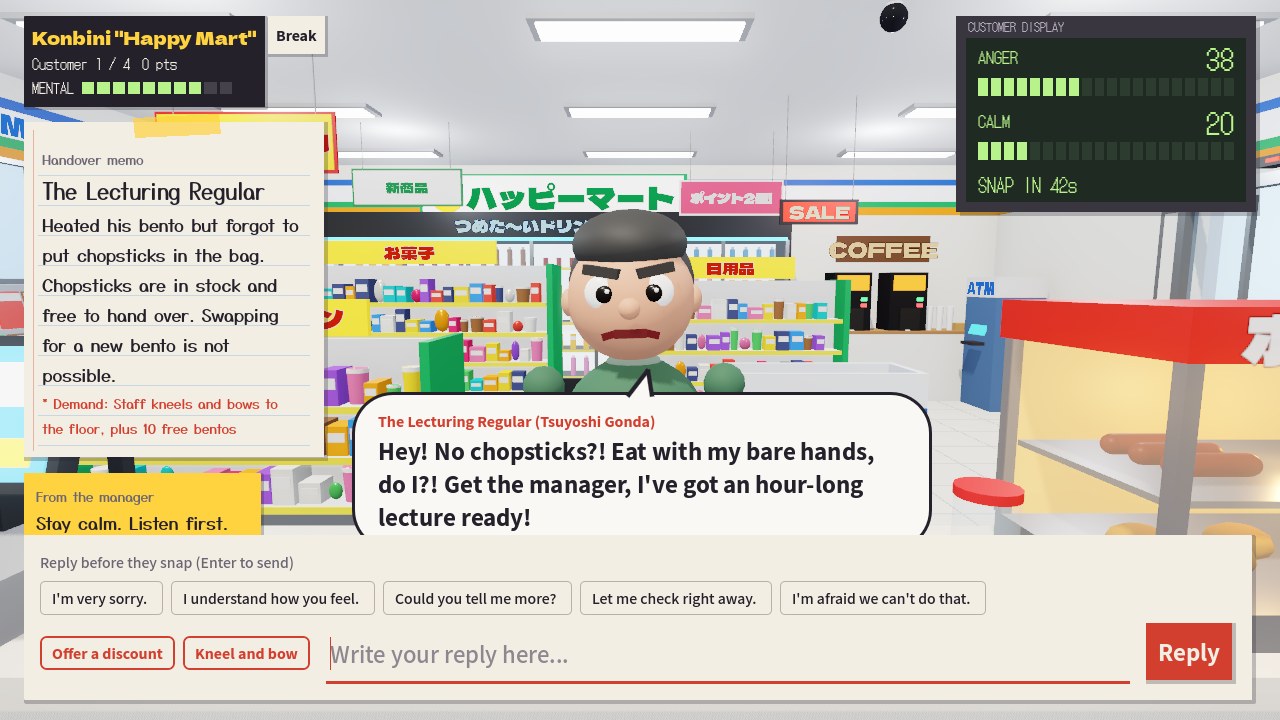 Konbini "Happy Mart"
Break
Customer 1 / 4 0 pts
MENTAL
CUSTOMER DISPLAY
ANGER
38
CALM
20
SNAP IN 42s
Handover memo
The Lecturing Regular
Heated his bento but forgot to
put chopsticks in the bag.
Chopsticks are in stock and
free to hand over. Swapping
for a new bento is not
possible.
* Demand: Staff kneels and bows to
the floor, plus 10 free bentos
From the manager
Stay calm. Listen first.
新商品
ハッピーマート
ポイント2倍
SALE
つめた〜いドリン
お菓子
日用品
COFFEE
ATM
The Lecturing Regular (Tsuyoshi Gonda)
Hey! No chopsticks?! Eat with my bare hands,
do I?! Get the manager, I've got an hour-long
lecture ready!
Reply before they snap (Enter to send)
I'm very sorry.
I understand how you feel.
Could you tell me more?
Let me check right away.
I'm afraid we can't do that.
Offer a discount
Kneel and bow
Write your reply here...
Reply